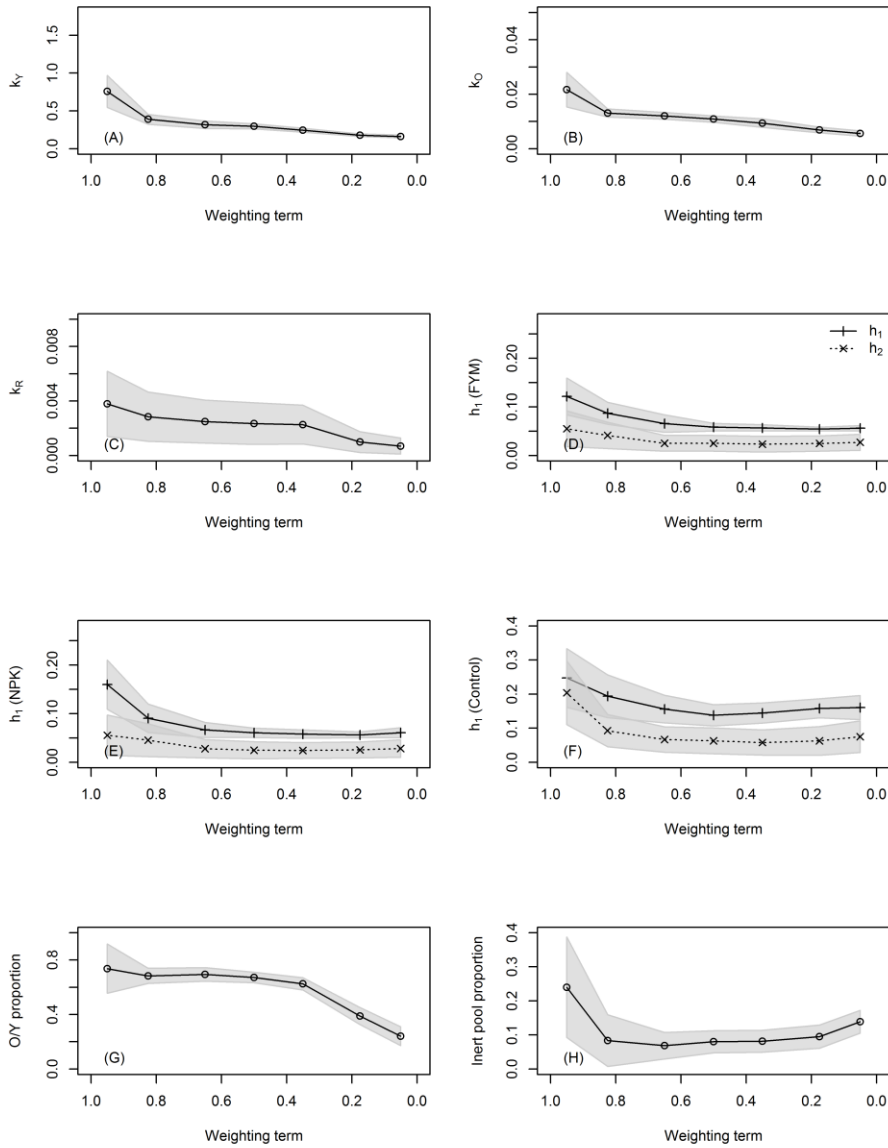 k_Y
0.0 0.5 1.0 1.5
(A)
1.0 0.8 0.6 0.4 0.2 0.0
Weighting term
k_O
0.00 0.02 0.04
(B)
1.0 0.8 0.6 0.4 0.2 0.0
Weighting term
k_R
0.000 0.004 0.008
(C)
1.0 0.8 0.6 0.4 0.2 0.0
Weighting term
h₁ (FYM)
0.00 0.10 0.20
h₁
h₂
(D)
1.0 0.8 0.6 0.4 0.2 0.0
Weighting term
h₁ (NPK)
0.00 0.10 0.20
(E)
1.0 0.8 0.6 0.4 0.2 0.0
Weighting term
h₁ (Control)
0.0 0.1 0.2 0.3 0.4
(F)
1.0 0.8 0.6 0.4 0.2 0.0
Weighting term
O/Y proportion
0.0 0.4 0.8
(G)
1.0 0.8 0.6 0.4 0.2 0.0
Weighting term
Inert pool proportion
0.0 0.1 0.2 0.3 0.4
(H)
1.0 0.8 0.6 0.4 0.2 0.0
Weighting term